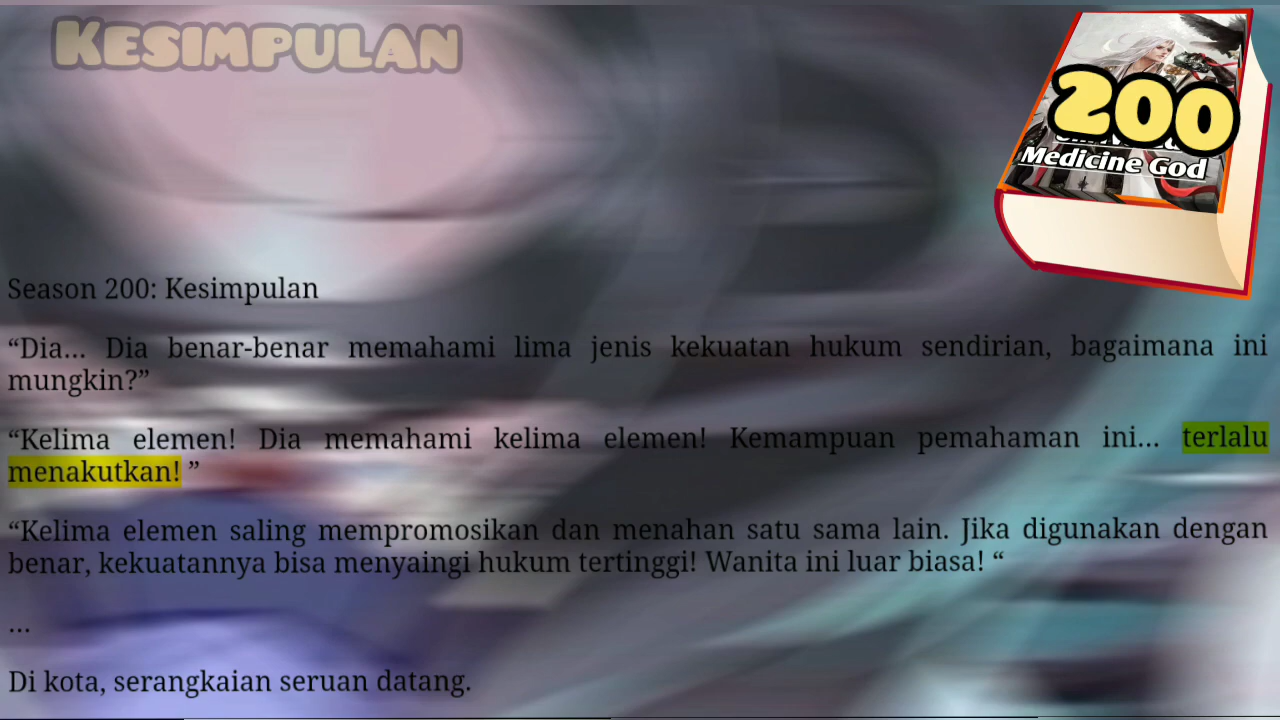 Kesimpulan
200
Medicine God
Season 200: Kesimpulan
“Dia... Dia benar-benar memahami lima jenis kekuatan hukum sendirian, bagaimana ini
mungkin?”
“Kelima elemen! Dia memahami kelima elemen! Kemampuan pemahaman ini... terlalu
menakutkan! ”
“Kelima elemen saling mempromosikan dan menahan satu sama lain. Jika digunakan dengan
benar, kekuatannya bisa menyaingi hukum tertinggi! Wanita ini luar biasa! “
...
Di kota, serangkaian seruan datang.